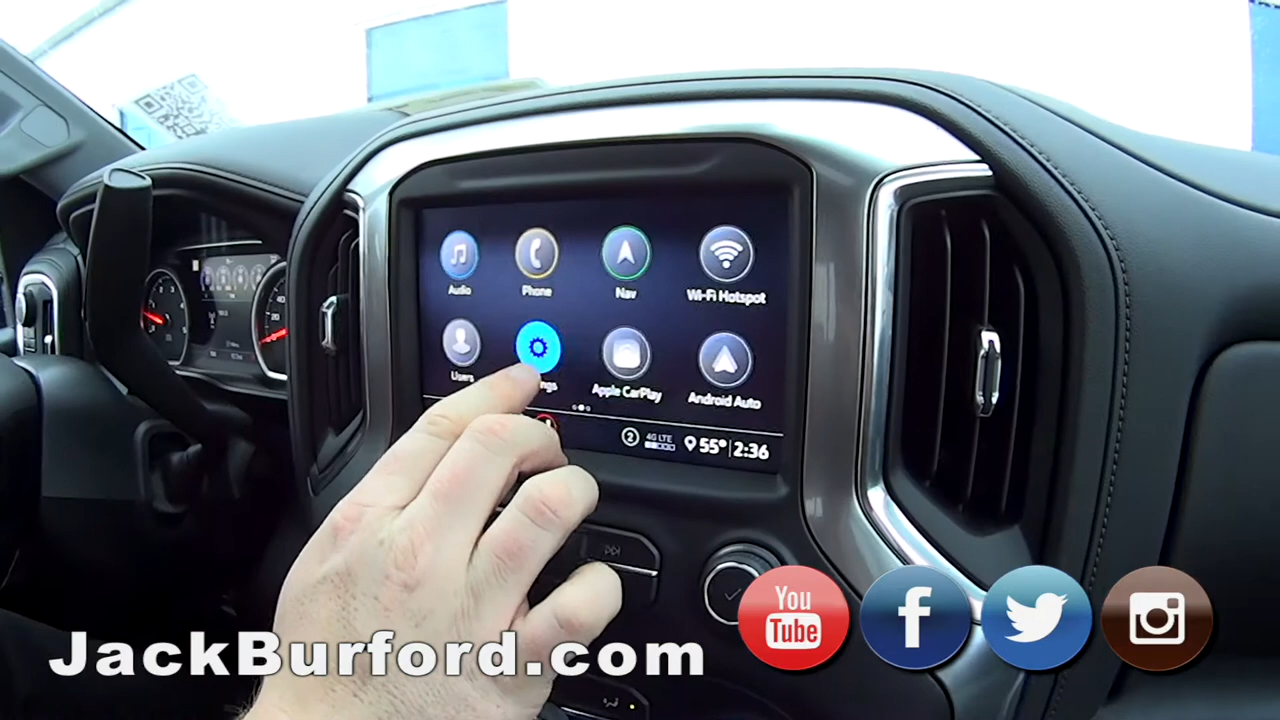 Audio
Phone
Nav
Wi-Fi Hotspot
Users
ngs
Apple CarPlay
Android Auto
2
4G LTE
55° 2:36
JackBurford.com
You
Tube
f